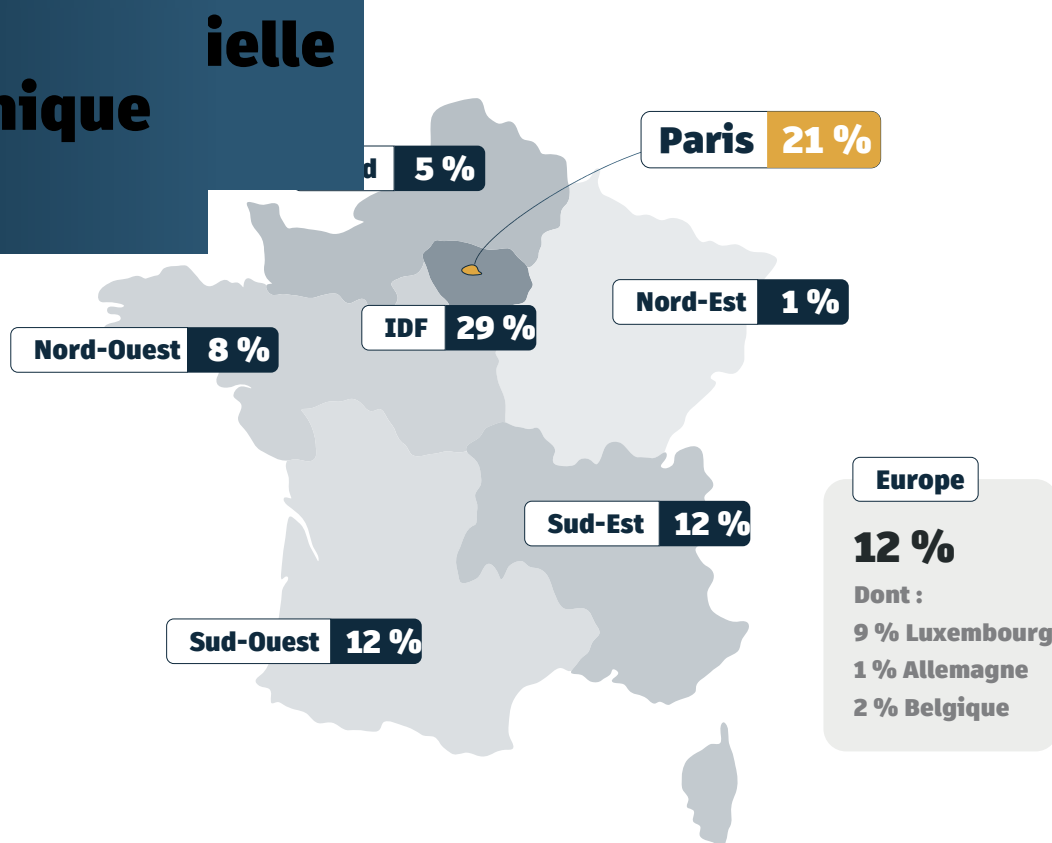 ielle
nique
Paris 21 %
d 5 %
Nord-Est 1 %
IDF 29 %
Nord-Ouest 8 %
Europe
12 %
Dont :
9 % Luxembourg
1 % Allemagne
2 % Belgique
Sud-Est 12 %
Sud-Ouest 12 %